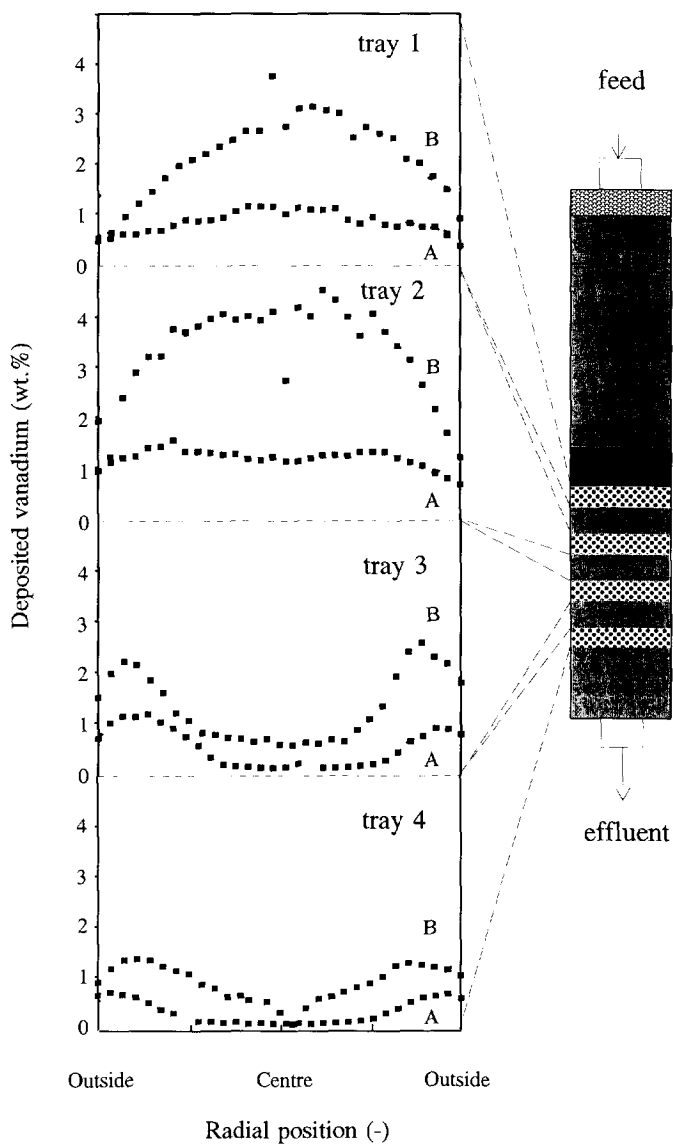 tray 1
4
3
2
1
0
B
A
tray 2
4
3
2
1
0
B
A
tray 3
4
3
2
1
0
B
A
tray 4
4
3
2
1
0
B
A
Deposited vanadium (wt.%)
Outside Centre Outside
Radial position (-)
feed
effluent